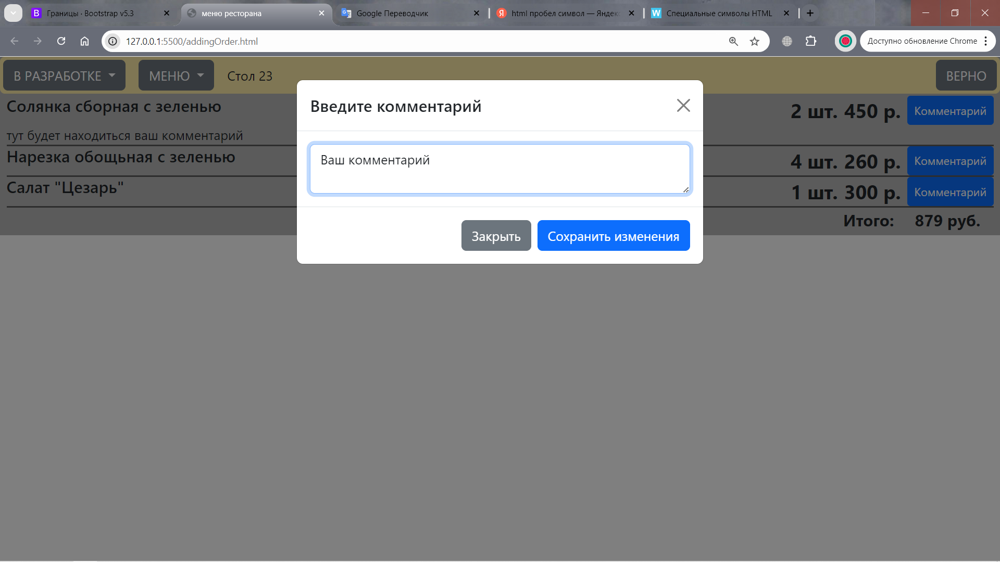 Границы · Bootstrap v5.3
меню ресторана
Google Переводчик
html пробел символ — Яндекс
Специальные символы HTML
127.0.0.1:5500/addingOrder.html
Доступно обновление Chrome
В РАЗРАБОТКЕ
МЕНЮ
Стол 23
ВЕРНО
Введите комментарий
Ваш комментарий
Закрыть
Сохранить изменения
Солянка сборная с зеленью
2 шт. 450 р.
Комментарий
тут будет находиться ваш комментарий
Нарезка обощьная с зеленью
4 шт. 260 р.
Комментарий
Салат "Цезарь"
1 шт. 300 р.
Комментарий
Итого: 879 руб.